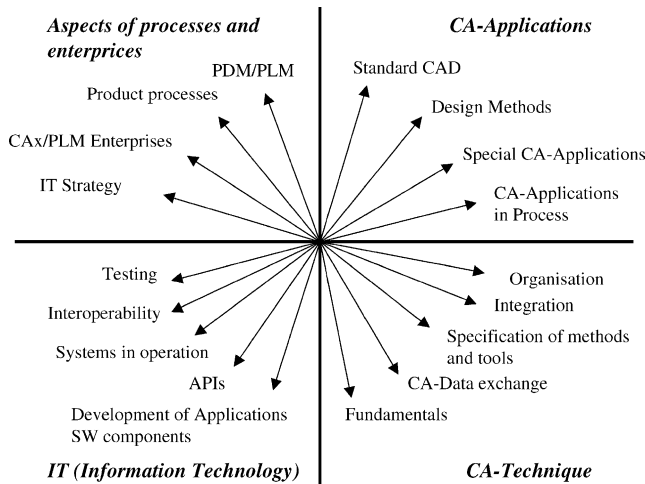 Aspects of processes and
enterprices
CA-Applications
PDM/PLM
Product processes
CAx/PLM Enterprises
IT Strategy
Standard CAD
Design Methods
Special CA-Applications
CA-Applications
in Process
Testing
Interoperability
Systems in operation
APIs
Development of Applications
SW components
IT (Information Technology)
Organisation
Integration
Specification of methods
and tools
CA-Data exchange
Fundamentals
CA-Technique